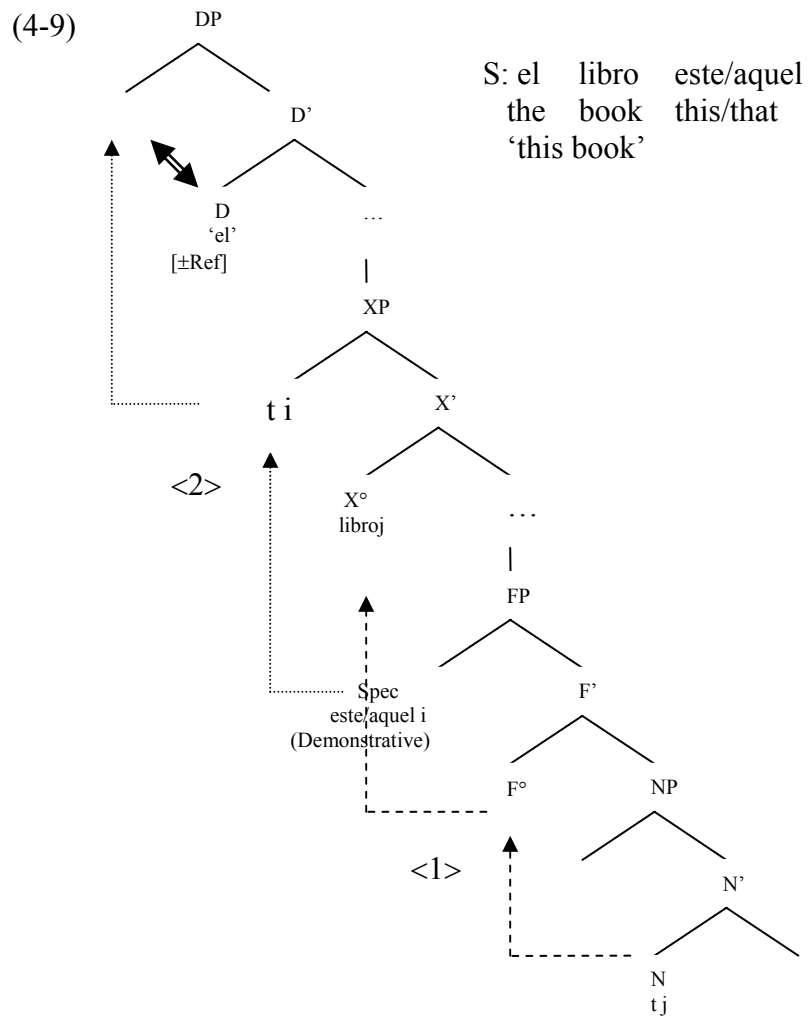 (4-9)
DP
S: el libro este/aquel
the book this/that
‘this book’
D’
D
‘el’
[±Ref]
…
XP
t i
X’
<2>
X°
libroj
…
FP
Spec
este/aquel i
(Demonstrative)
F’
F°
NP
<1>
N’
N
t j